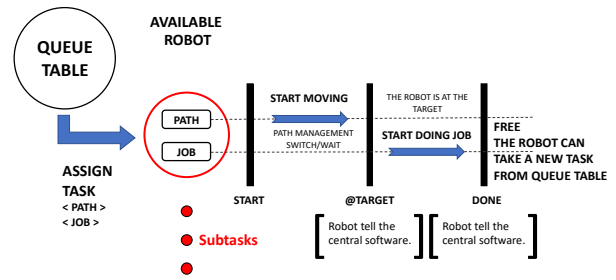 QUEUE
TABLE
AVAILABLE
ROBOT
ASSIGN
TASK
< PATH >
< JOB >
PATH
JOB
Subtasks
START MOVING
PATH MANAGEMENT
SWITCH/WAIT
THE ROBOT IS AT THE
TARGET
START DOING JOB
FREE
THE ROBOT CAN
TAKE A NEW TASK
FROM QUEUE TABLE
START
@TARGET
DONE
Robot tell the
central software.
Robot tell the
central software.